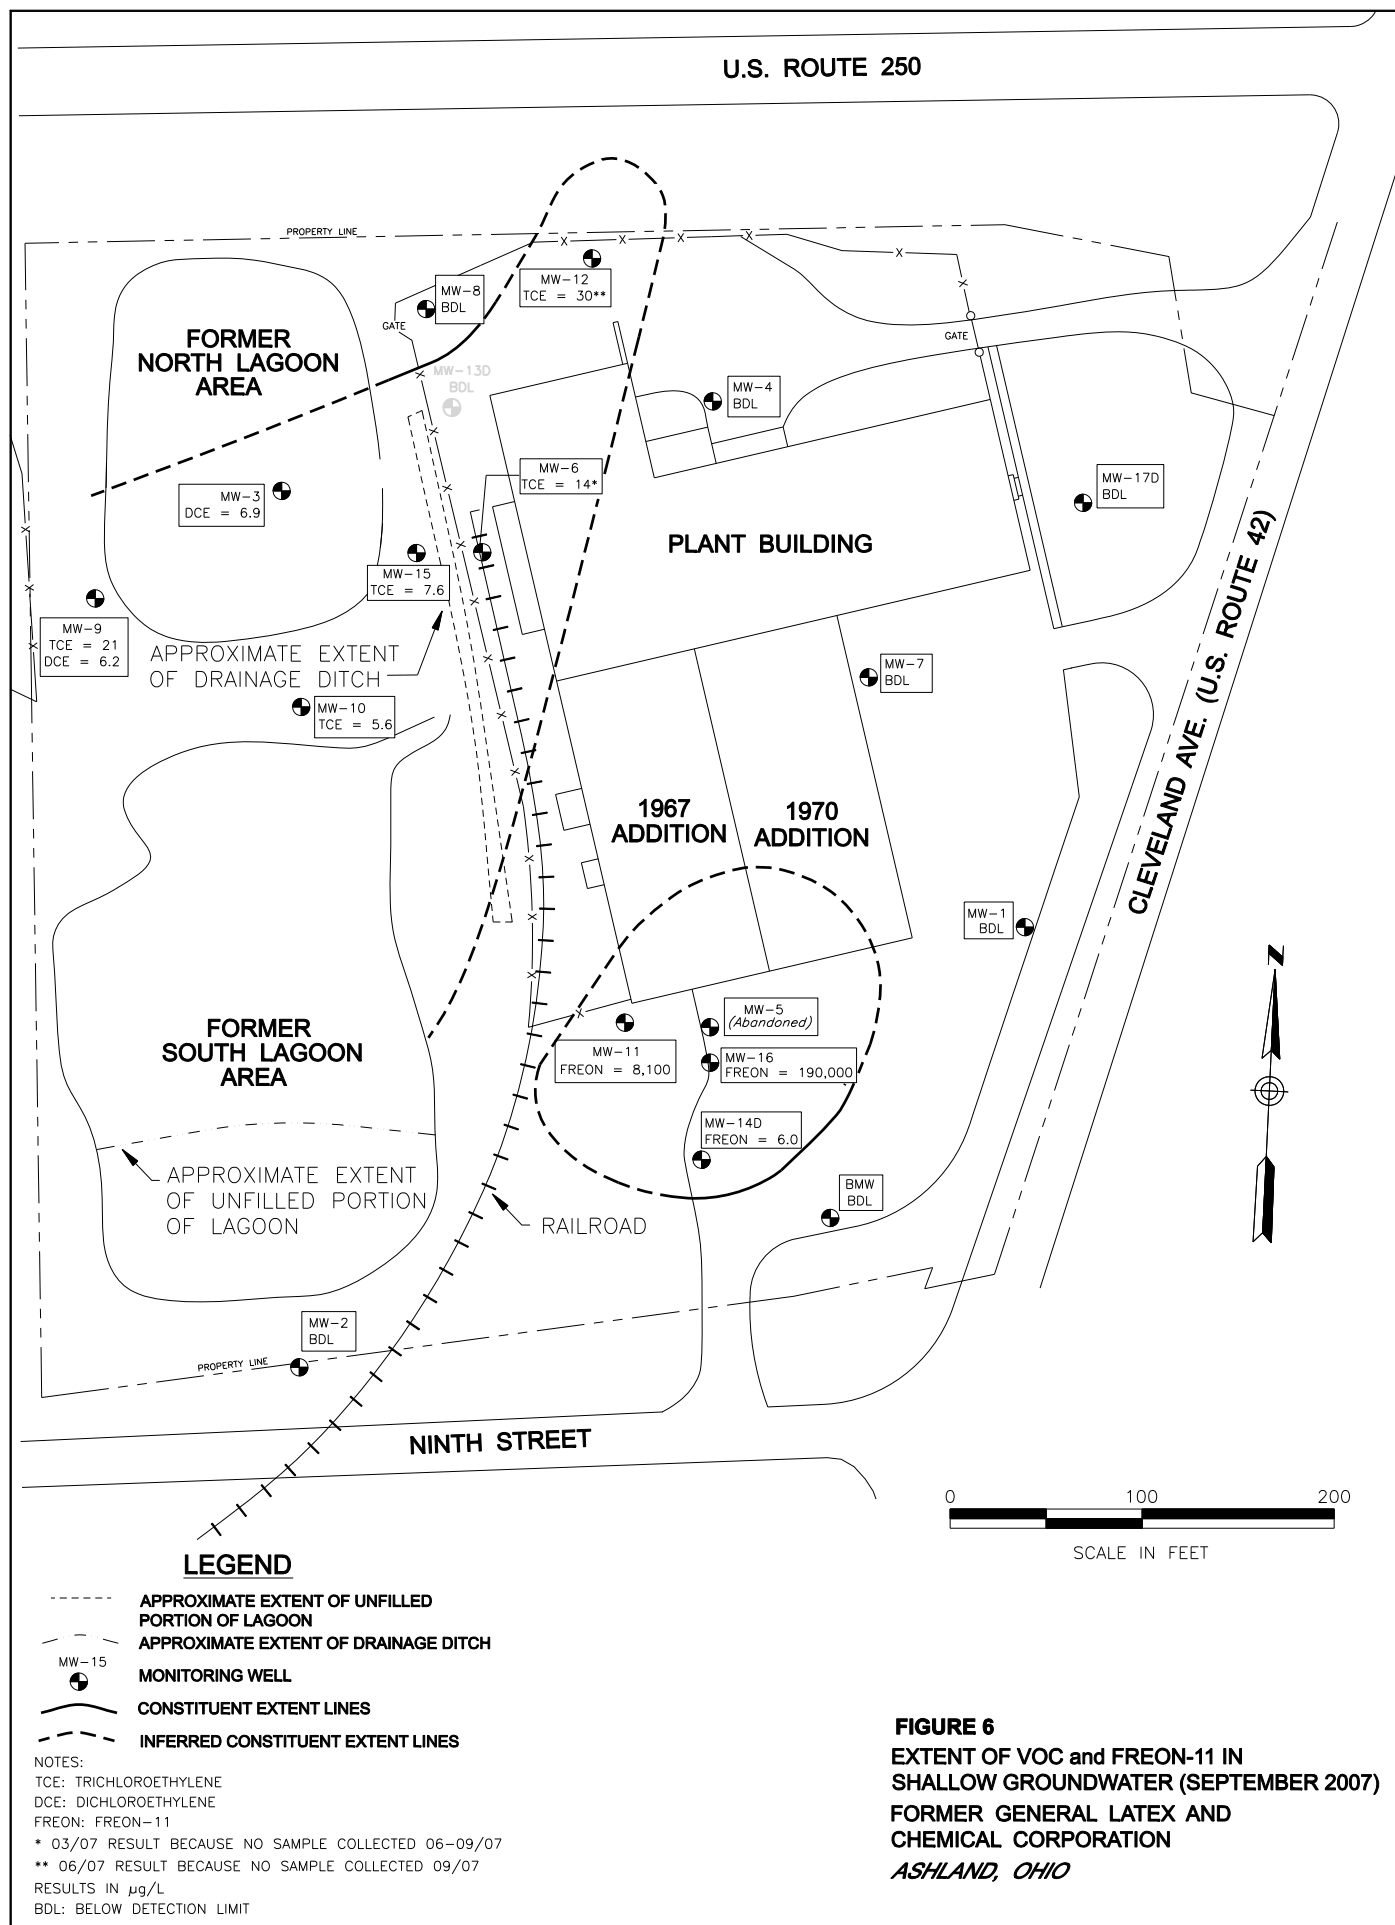 U.S. ROUTE 250
PROPERTY LINE
MW-12
TCE = 30**
MW-8
BDL
GATE
FORMER
NORTH LAGOON
AREA
GATE
MW-13D
BDL
MW-4
BDL
MW-6
TCE = 14*
MW-3
DCE = 6.9
MW-17D
BDL
PLANT BUILDING
MW-15
TCE = 7.6
MW-9
TCE = 21
DCE = 6.2
APPROXIMATE EXTENT
OF DRAINAGE DITCH
MW-7
BDL
MW-10
TCE = 5.6
CLEVELAND AVE. (U.S. ROUTE 42)
1967
ADDITION
1970
ADDITION
MW-1
BDL
N
FORMER
SOUTH LAGOON
AREA
MW-5
(Abandoned)
MW-11
FREON = 8,100
MW-16
FREON = 190,000
MW-14D
FREON = 6.0
APPROXIMATE EXTENT
OF UNFILLED PORTION
OF LAGOON
BMW
BDL
RAILROAD
MW-2
BDL
PROPERTY LINE
NINTH STREET
0 100 200
SCALE IN FEET
LEGEND
APPROXIMATE EXTENT OF UNFILLED
PORTION OF LAGOON
APPROXIMATE EXTENT OF DRAINAGE DITCH
MW-15
MONITORING WELL
CONSTITUENT EXTENT LINES
INFERRED CONSTITUENT EXTENT LINES
NOTES:
TCE: TRICHLOROETHYLENE
DCE: DICHLOROETHYLENE
FREON: FREON-11
* 03/07 RESULT BECAUSE NO SAMPLE COLLECTED 06-09/07
** 06/07 RESULT BECAUSE NO SAMPLE COLLECTED 09/07
RESULTS IN µg/L
BDL: BELOW DETECTION LIMIT
FIGURE 6
EXTENT OF VOC and FREON-11 IN
SHALLOW GROUNDWATER (SEPTEMBER 2007)
FORMER GENERAL LATEX AND
CHEMICAL CORPORATION
ASHLAND, OHIO